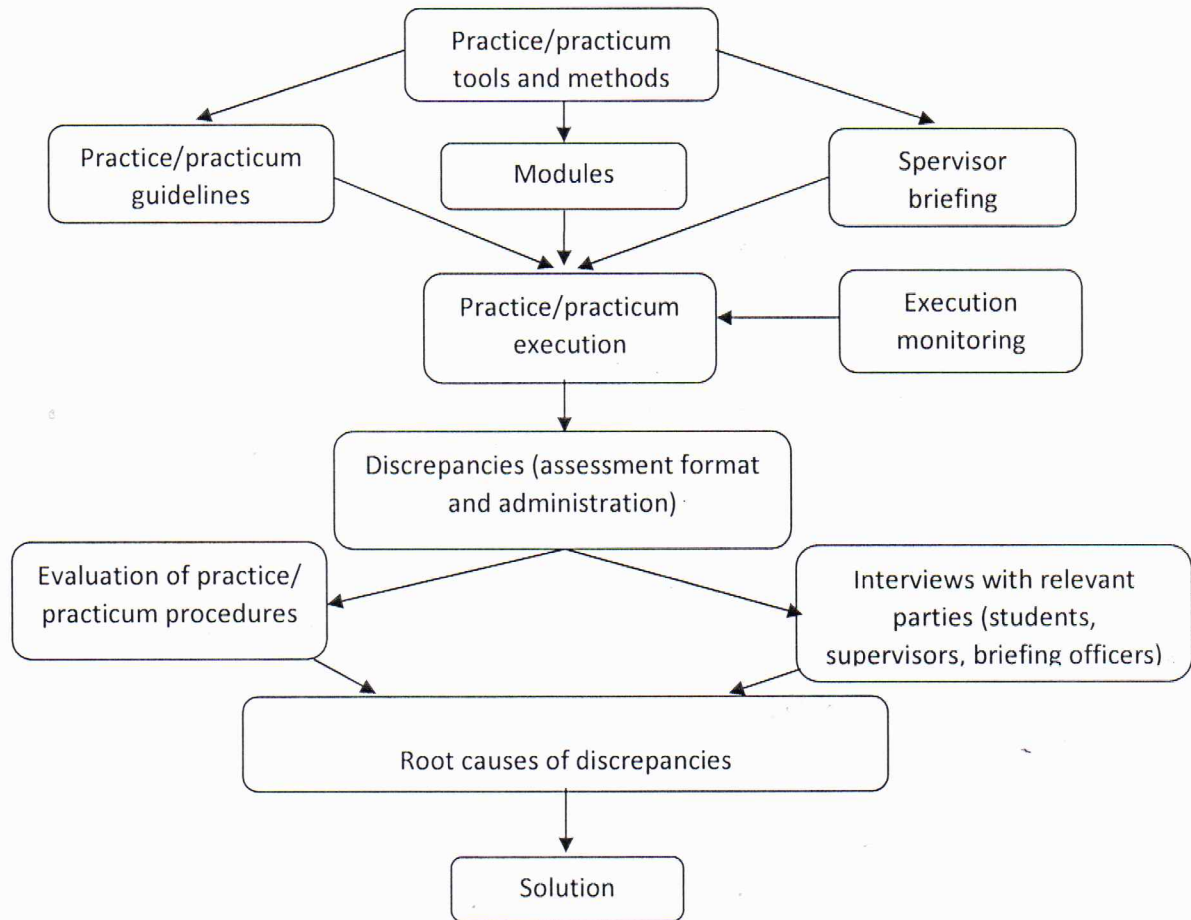 Practice/practicum
tools and methods
Practice/practicum
guidelines
Modules
Spervisor
briefing
Practice/practicum
execution
Execution
monitoring
Discrepancies (assessment format
and administration)
Evaluation of practice/
practicum procedures
Interviews with relevant
parties (students,
supervisors, briefing officers)
Root causes of discrepancies
Solution